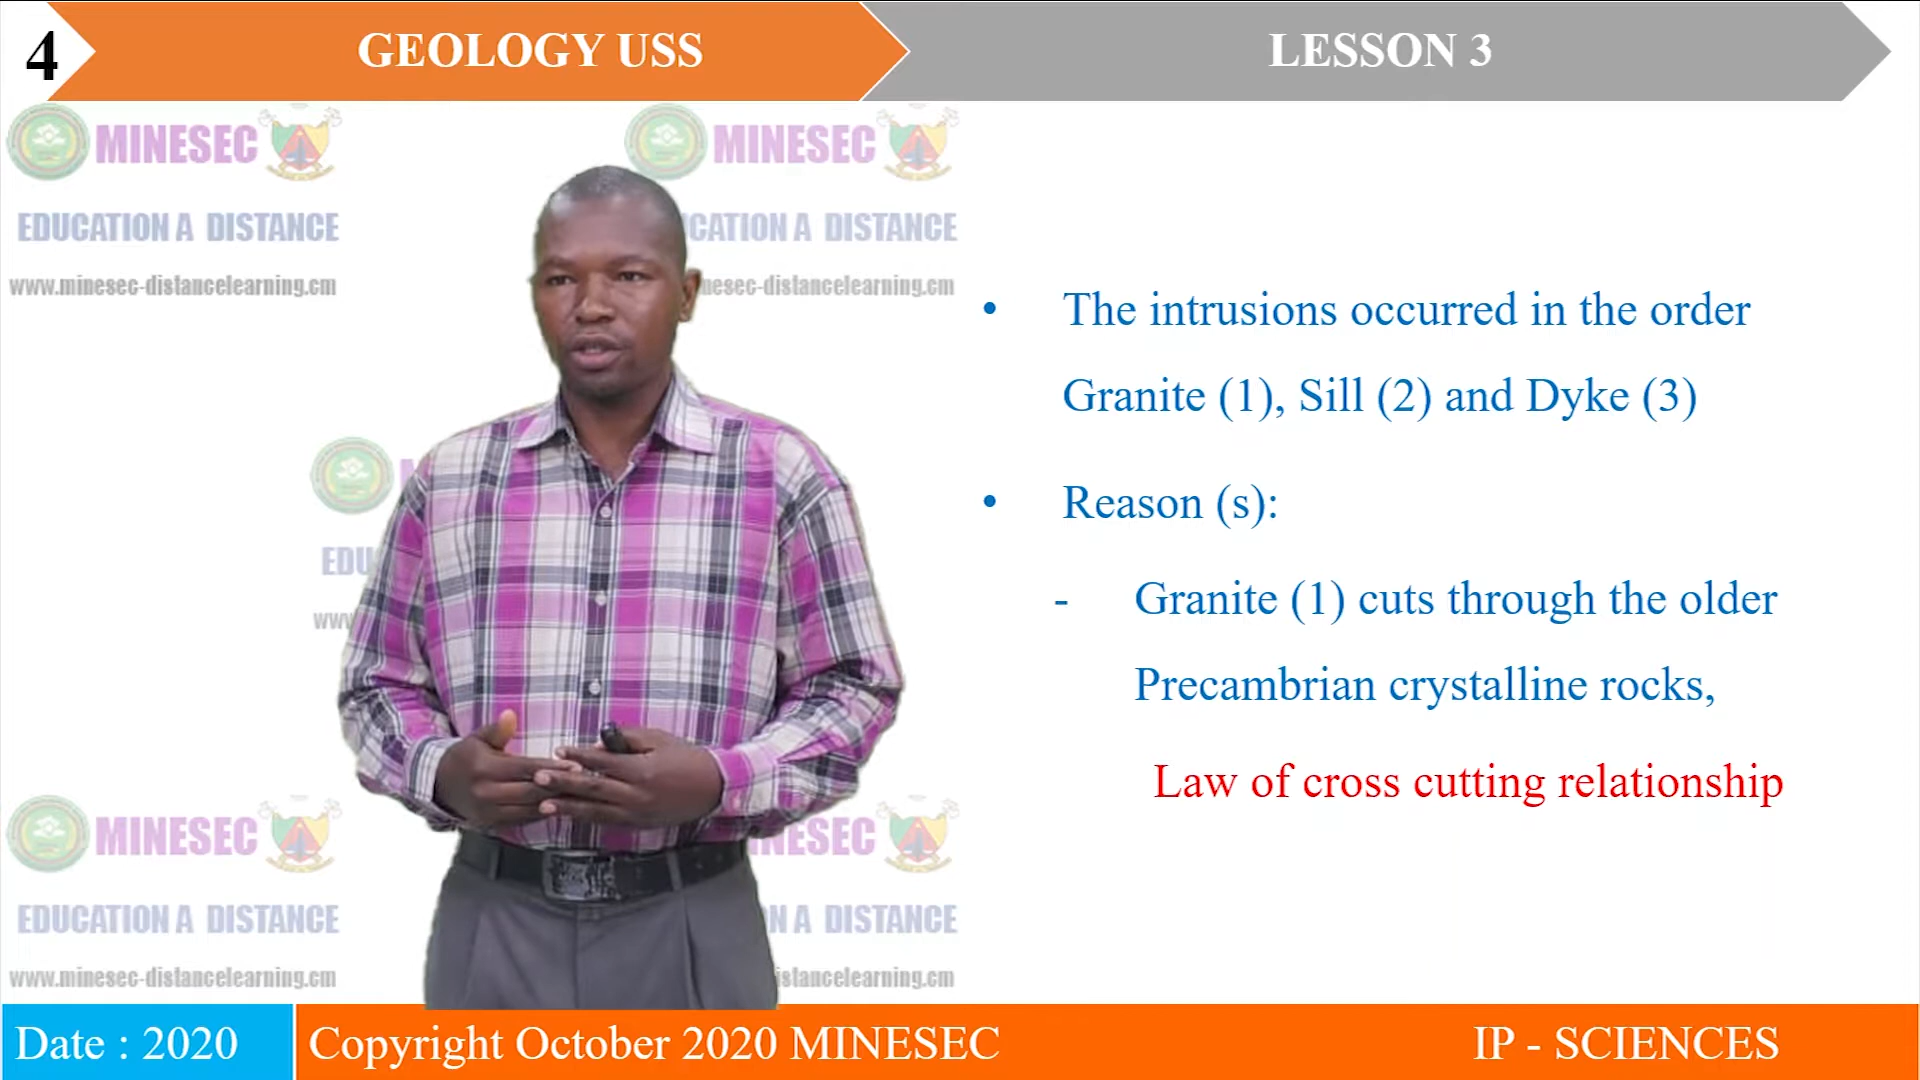 4
GEOLOGY USS
LESSON 3
MINESEC
MINESEC
EDUCATION A DISTANCE
CATION A DISTANCE
www.minesec-distancelearning.cm
nesec-distancelearning.cm
• The intrusions occurred in the order
Granite (1), Sill (2) and Dyke (3)
• Reason (s):
- Granite (1) cuts through the older
Precambrian crystalline rocks,
Law of cross cutting relationship
EDU
www
MINESEC
NESEC
EDUCATION A DISTANCE
N A DISTANCE
www.minesec-distancelearning.cm
istancelearning.cm
Date : 2020
Copyright October 2020 MINESEC
IP - SCIENCES